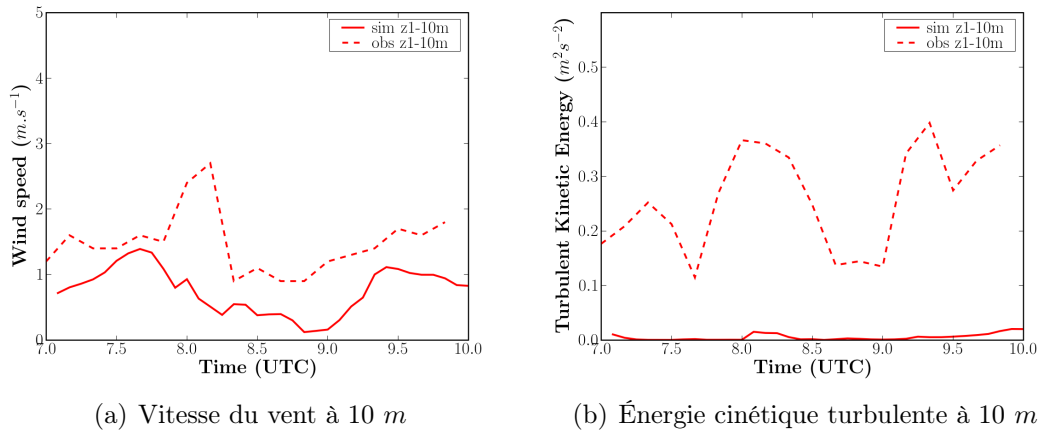 5
4
3
2
1
0
Wind speed (m.s⁻¹)
sim z1-10m
obs z1-10m
7.0 7.5 8.0 8.5 9.0 9.5 10.0
Time (UTC)
(a) Vitesse du vent à 10 m
0.5
0.4
0.3
0.2
0.1
0.0
Turbulent Kinetic Energy (m²s⁻²)
sim z1-10m
obs z1-10m
7.0 7.5 8.0 8.5 9.0 9.5 10.0
Time (UTC)
(b) Énergie cinétique turbulente à 10 m